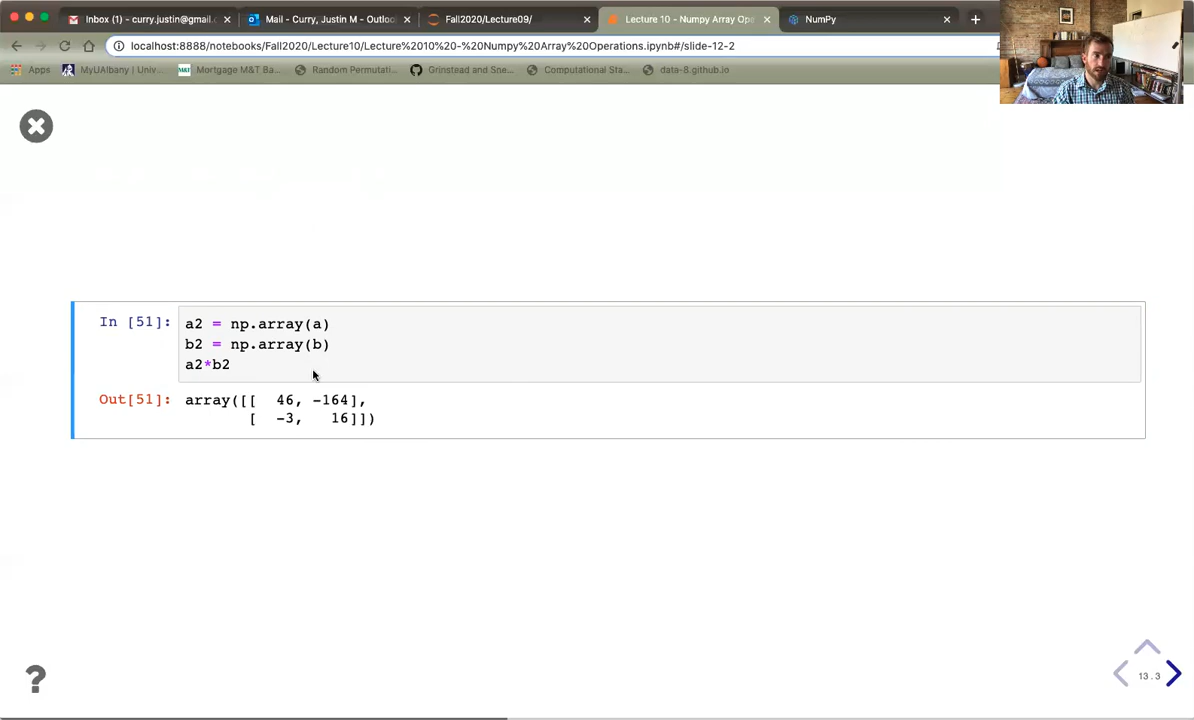 Inbox (1) - curry.justin@gmail.
Mail - Curry, Justin M - Outloo
Fall2020/Lecture09/
Lecture 10 - Numpy Array Ope
NumPy
localhost:8888/notebooks/Fall2020/Lecture10/Lecture%2010%20-%20Numpy%20Array%20Operations.ipynb#/slide-12-2
Apps
MyUAlbany | Univ...
Mortgage M&T Ba...
Random Permutati...
Grinstead and Sne...
Computational Sta...
data-8.github.io
In [51]: a2 = np.array(a)
b2 = np.array(b)
a2*b2
Out[51]: array([[ 46, -164],
[ -3, 16]])
?
13.3